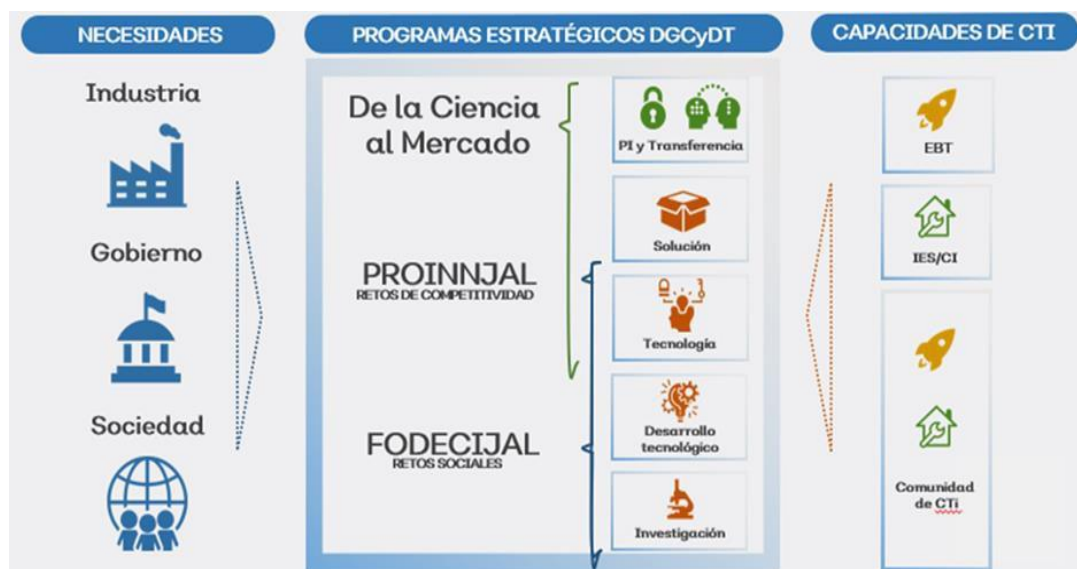 NECESIDADES
Industria
Gobierno
Sociedad
PROGRAMAS ESTRATÉGICOS DGCyDT
De la Ciencia
al Mercado
PROINNJAL
RETOS DE COMPETITIVIDAD
FODECIJAL
RETOS SOCIALES
PI y Transferencia
Solución
Tecnología
Desarrollo
tecnológico
Investigación
CAPACIDADES DE CTI
EBT
IES/CI
Comunidad
de CTi